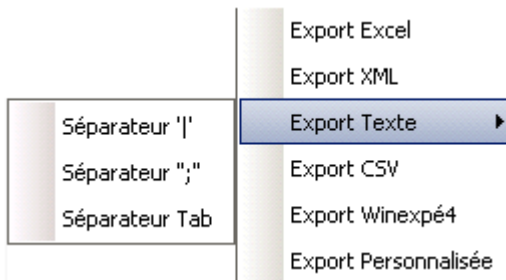 Export Excel
Export XML
Export Texte
Export CSV
Export Winexpé4
Export Personnalisée
Séparateur '|'
Séparateur ";"
Séparateur Tab